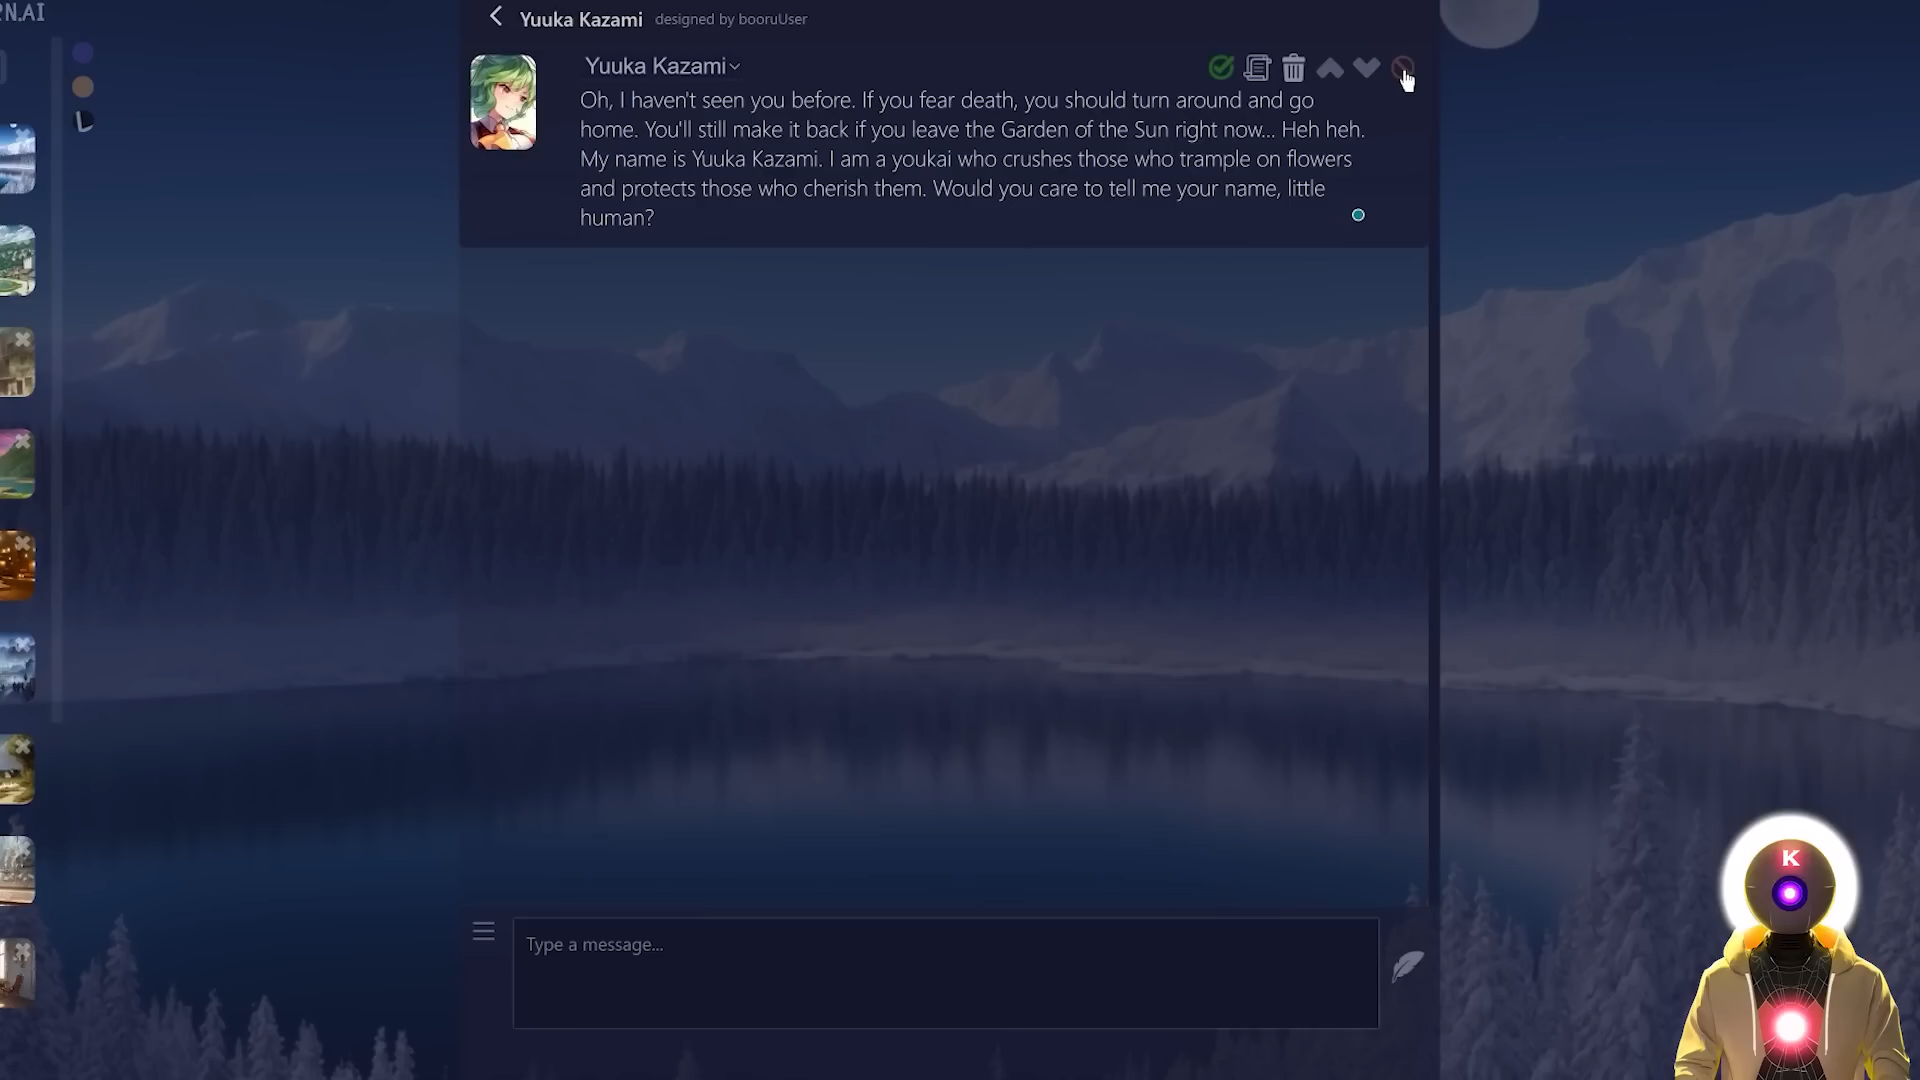 RN.AI
Yuuka Kazami designed by booruUser
Yuuka Kazami
Oh, I haven't seen you before. If you fear death, you should turn around and go
home. You'll still make it back if you leave the Garden of the Sun right now... Heh heh.
My name is Yuuka Kazami. I am a youkai who crushes those who trample on flowers
and protects those who cherish them. Would you care to tell me your name, little
human?
Type a message...
K